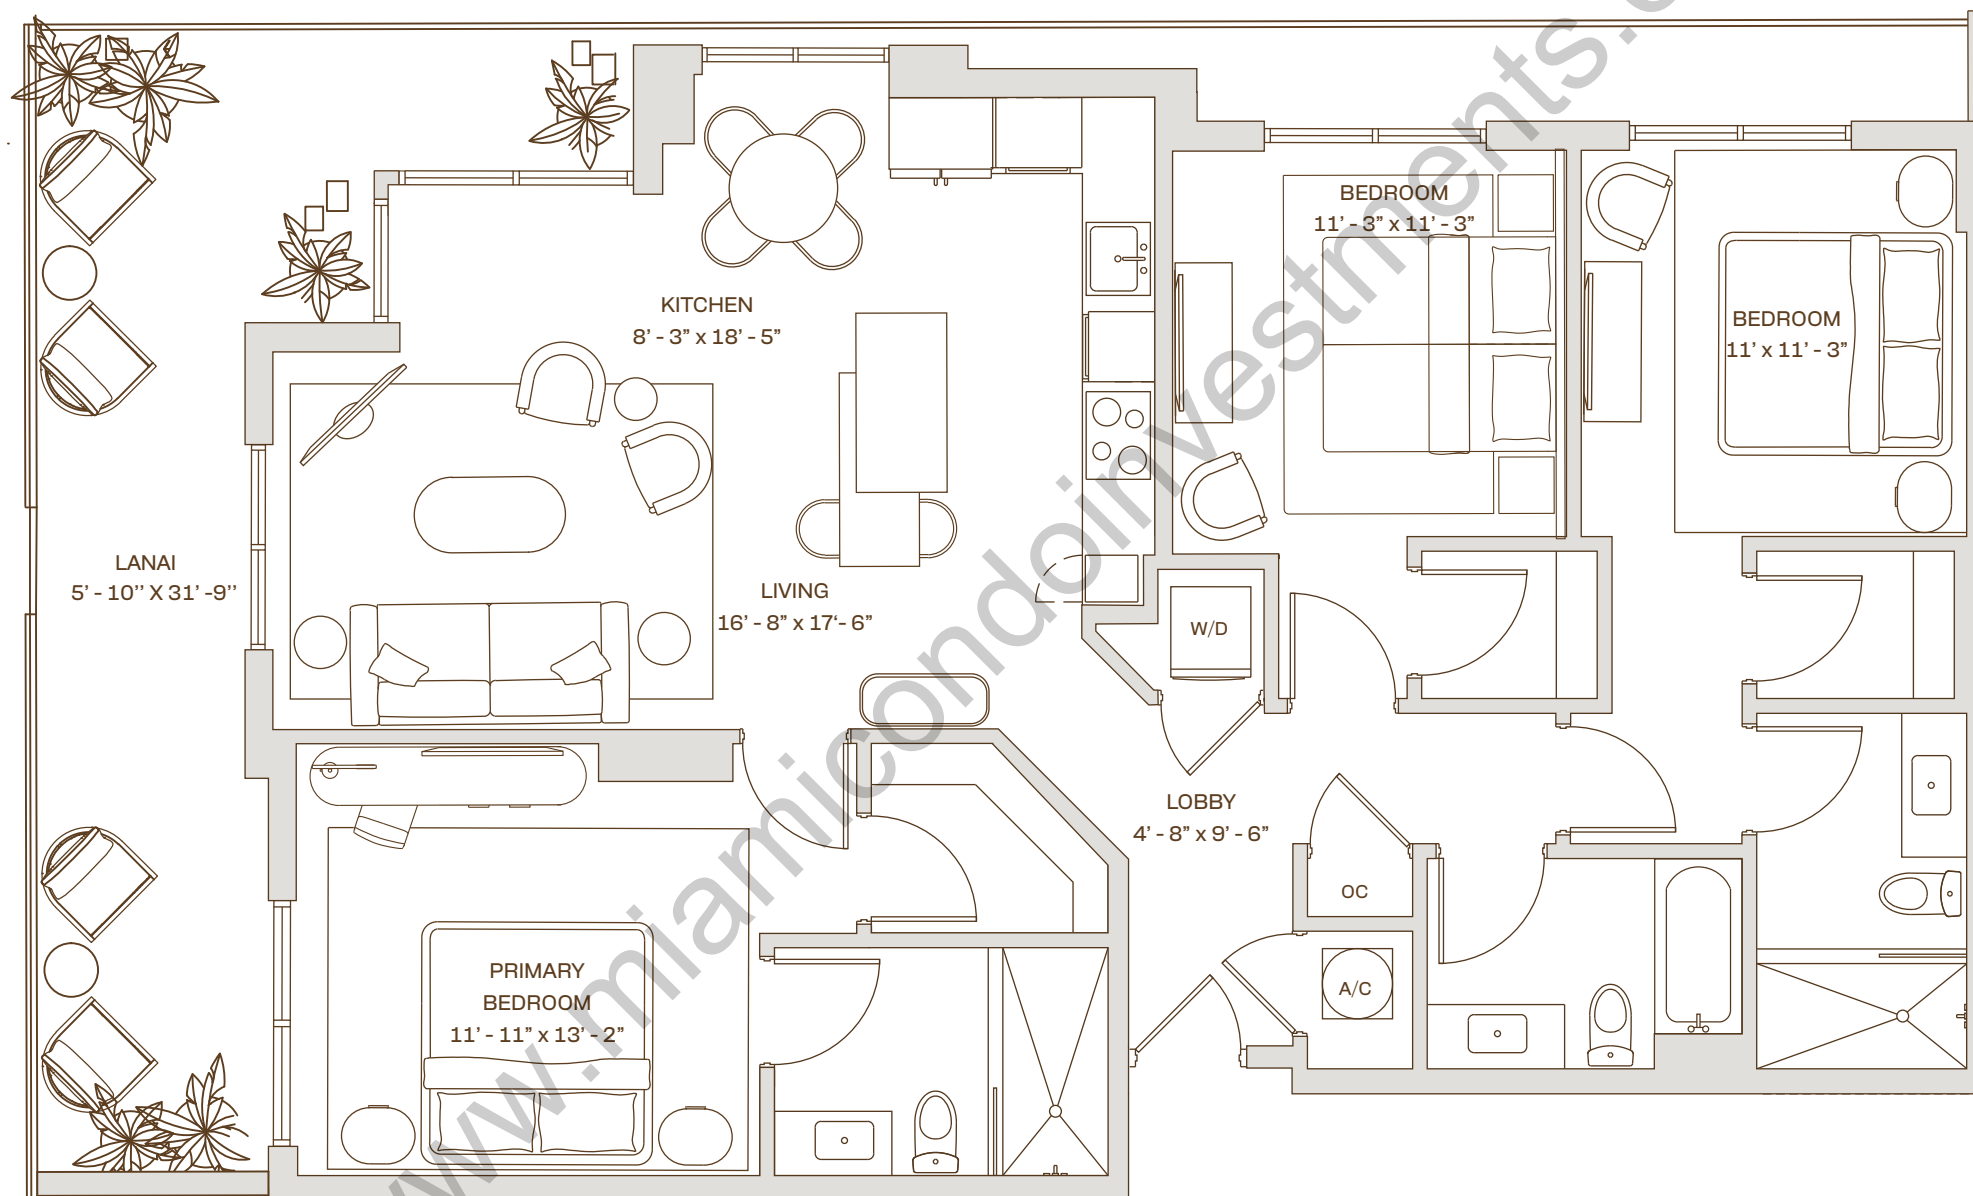 BEDROOM
11' - 3" x 11' - 3"
BEDROOM
11' x 11' - 3"
KITCHEN
8' - 3" x 18' - 5"
LANAI
5' - 10'' X 31' -9''
LIVING
16' - 8" x 17‘- 6"
W/D
LOBBY
4' - 8" x 9' - 6"
OC
A/C
PRIMARY
BEDROOM
11' - 11" x 13' - 2"
www.miamicondoinvestments.c